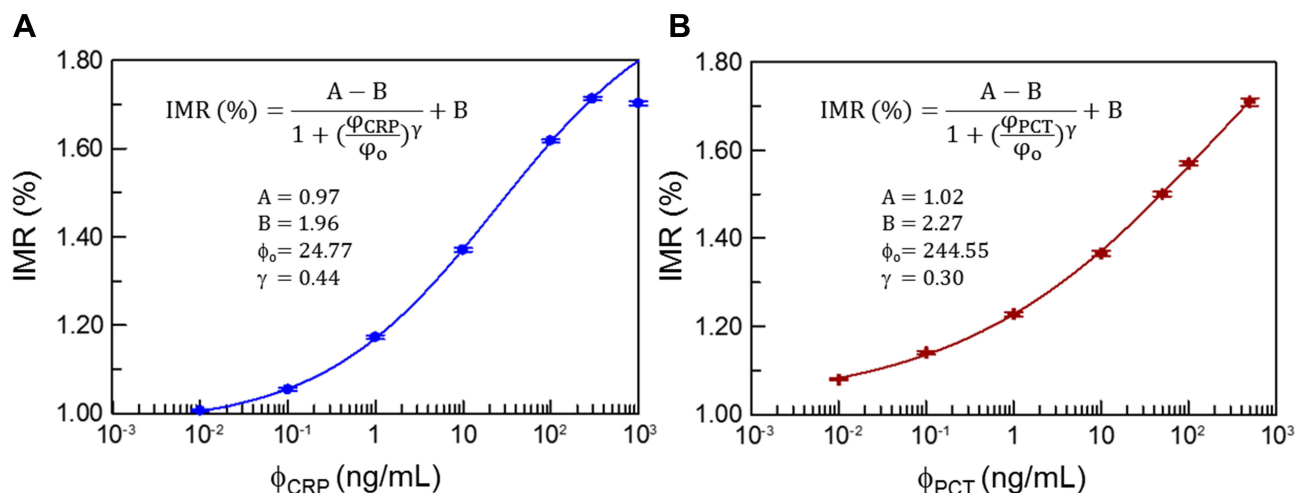 A
1.80
1.60
1.40
1.20
1.00
IMR (%)
IMR (%) = A − B / 1 + (φCRP/φo)^γ + B
A = 0.97
B = 1.96
ϕo= 24.77
γ = 0.44
10-3 10-2 10-1 1 10 102 103
ϕCRP (ng/mL)
B
1.80
1.60
1.40
1.20
1.00
IMR (%)
IMR (%) = A − B / 1 + (φPCT/φo)^γ + B
A = 1.02
B = 2.27
ϕo= 244.55
γ = 0.30
10-3 10-2 10-1 1 10 102 103
ϕPCT (ng/mL)